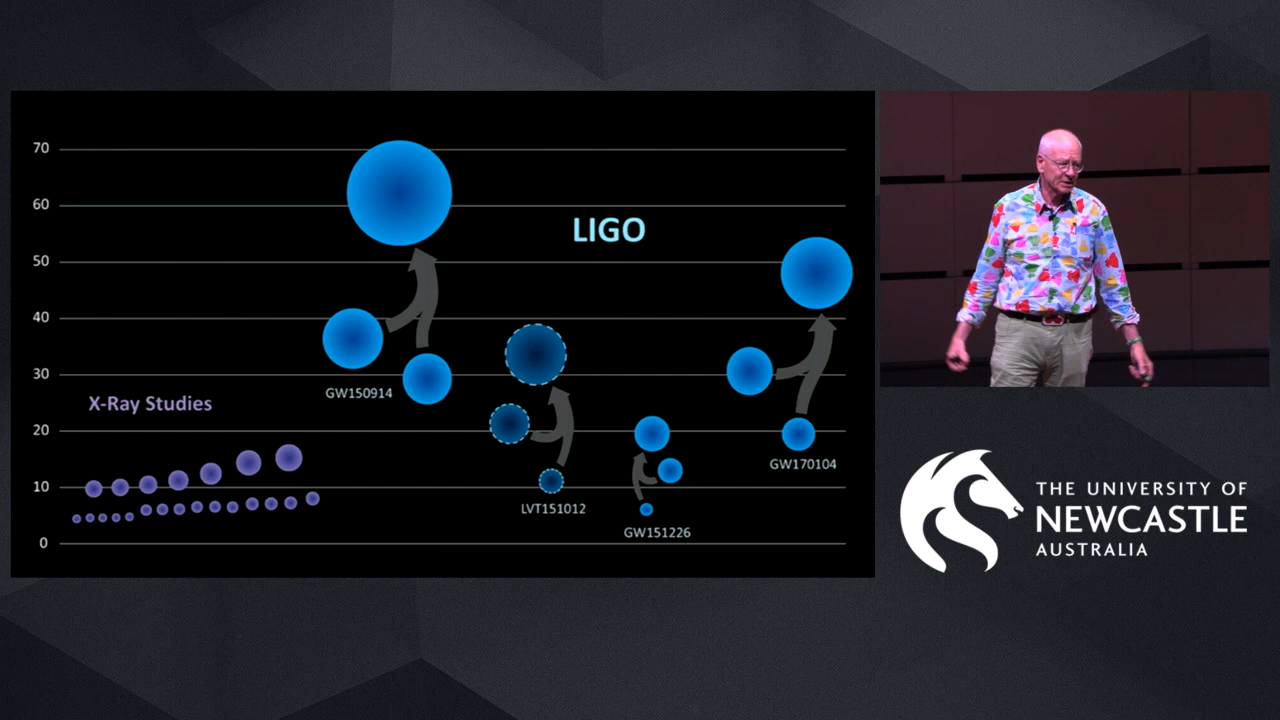 70
60
50
40
30
20
10
0
LIGO
X-Ray Studies
GW150914
LVT151012
GW151226
GW170104
THE UNIVERSITY OF
NEWCASTLE
AUSTRALIA